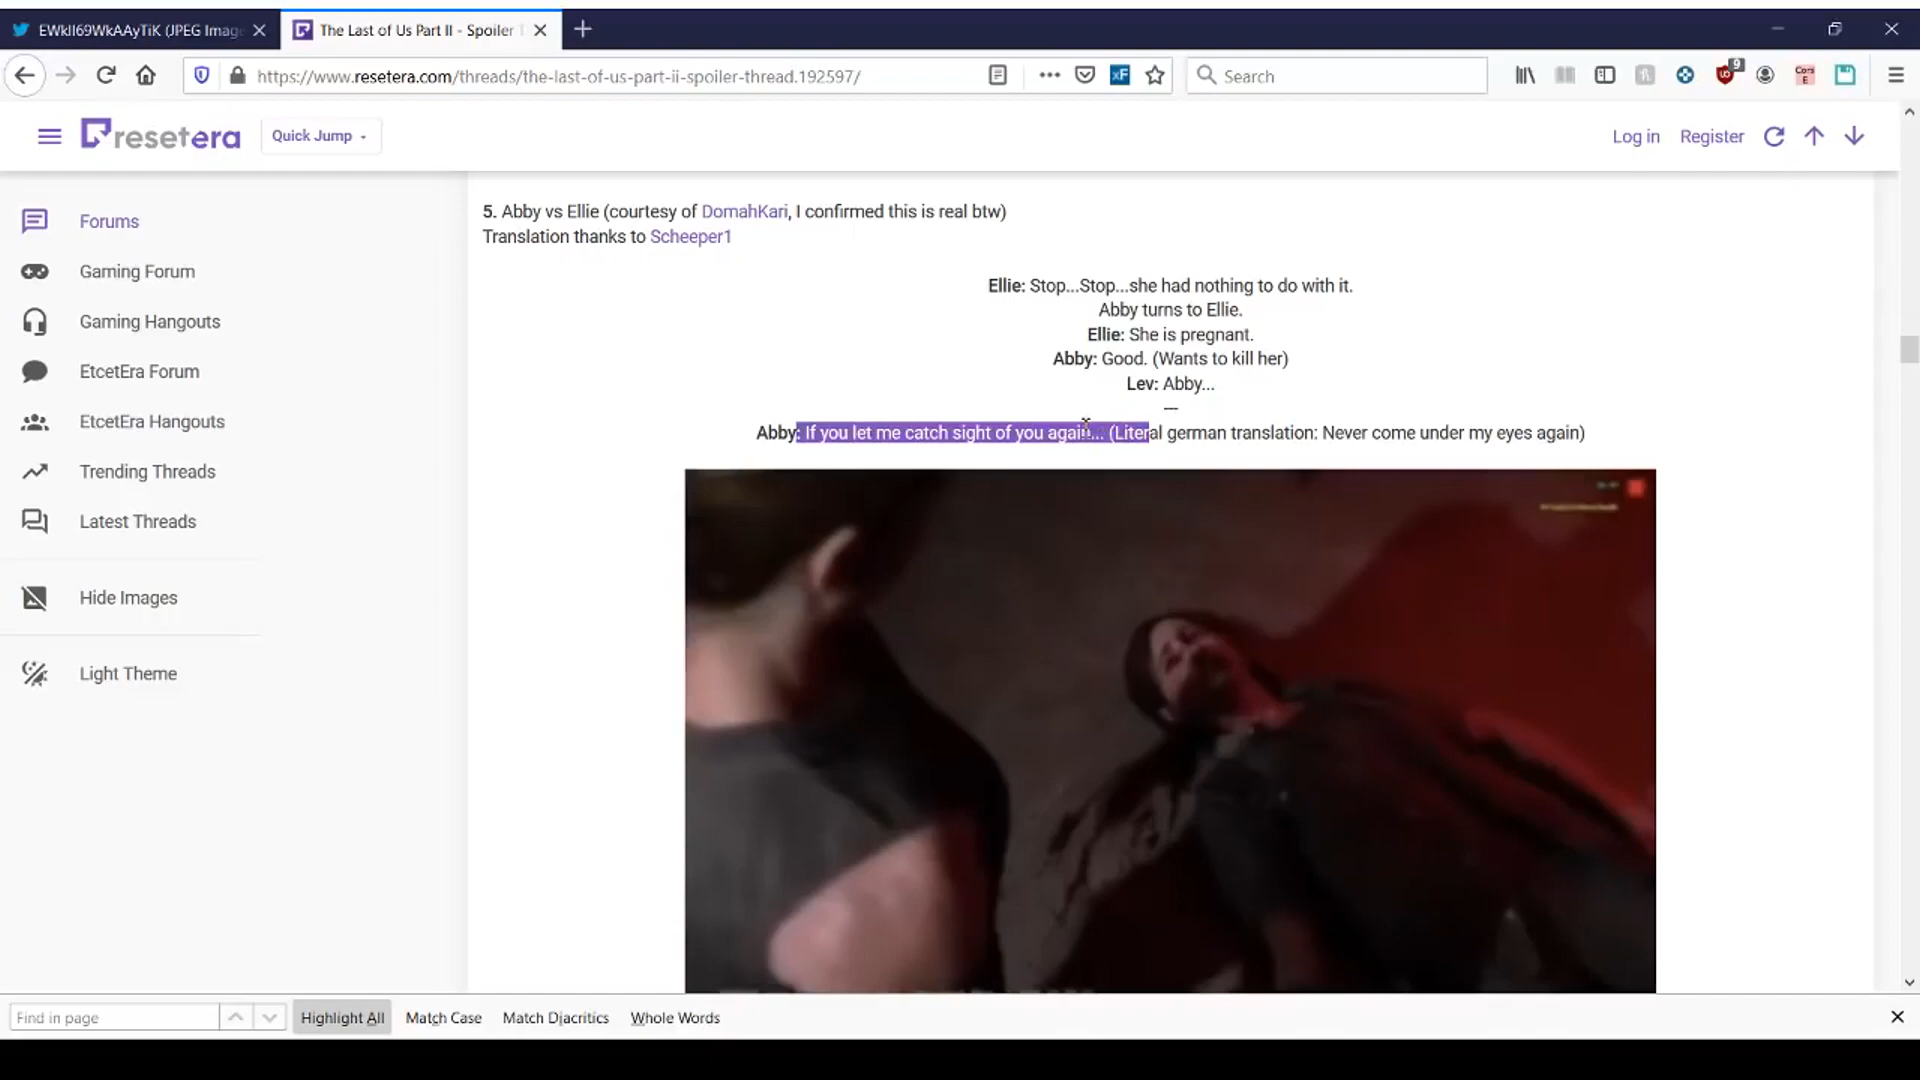 EWkII69WkAAyTiK (JPEG Imag
The Last of Us Part II - Spoiler T
https://www.resetera.com/threads/the-last-of-us-part-ii-spoiler-thread.192597/
Search
9
resetera
Quick Jump
Log in
Register
Forums
Gaming Forum
Gaming Hangouts
EtcetEra Forum
EtcetEra Hangouts
Trending Threads
Latest Threads
Hide Images
Light Theme
5. Abby vs Ellie (courtesy of DomahKari, I confirmed this is real btw)
Translation thanks to Scheeper1
Ellie: Stop...Stop...she had nothing to do with it.
Abby turns to Ellie.
Ellie: She is pregnant.
Abby: Good. (Wants to kill her)
Lev: Abby...
---
Abby: If you let me catch sight of you again... (Literal german translation: Never come under my eyes again)
Find in page
Highlight All
Match Case
Match Diacritics
Whole Words